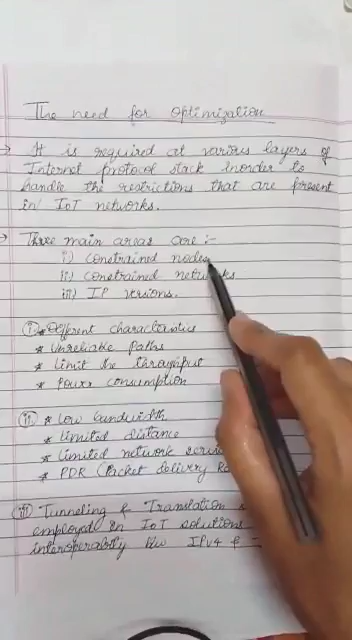 The need for Optimization
→ It is required at various layers of
Internet protocol stack inorder to
handle the restrictions that are present
in IoT networks.
→ Three main areas are :-
i) constrained nodes
ii) constrained networks
iii) IP versions.
(i) * Different characteristics
* Unreliable paths
* limit the throughput
* power consumption
(ii) * low bandwidth
* limited distance
* limited network
* PDR (Packet delivery
(iii) Tunneling & Translation
employed in IoT solutions
interoperability b/w IPv4 &